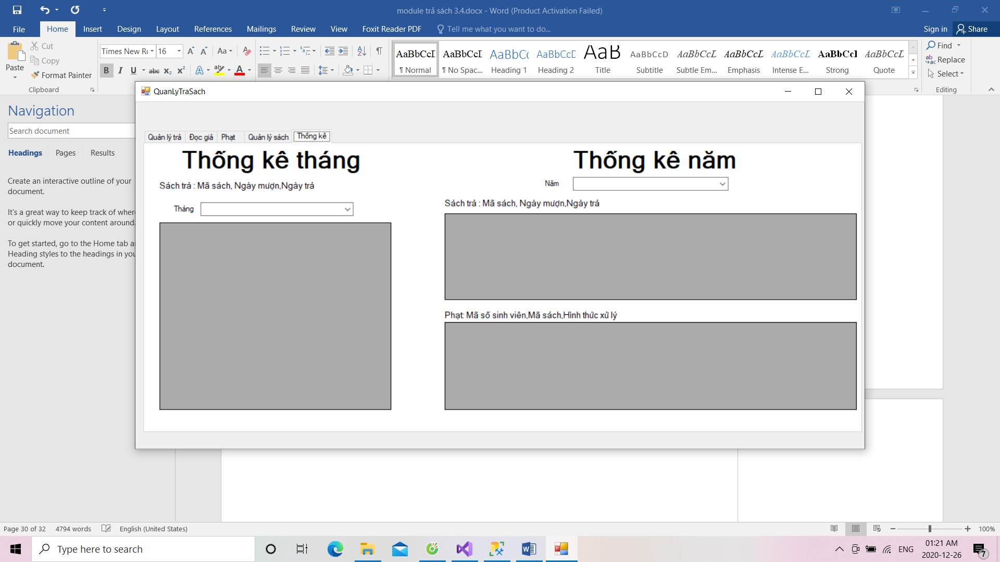 module trả sách 3.4.docx - Word (Product Activation Failed)
File Home Insert Design Layout References Mailings Review View Foxit Reader PDF Tell me what you want to do... Sign in Share
Paste
Cut
Copy
Format Painter
Clipboard
Times New Ro 16
AaBbCcI ¶ Normal
AaBbCcI ¶ No Spac...
AaBbC Heading 1
AaBbCcD Heading 2
AaB Title
AaBbCcD Subtitle
AaBbCcL Subtle Em...
AaBbCcL Emphasis
AaBbCcL Intense E...
AaBbCcI Strong
AaBbCcL Quote
Find
Replace
Select
Editing
Navigation
Search document
Headings Pages Results
Create an interactive outline of your
document.
It's a great way to keep track of wher
or quickly move your content around.
To get started, go to the Home tab a
Heading styles to the headings in you
document.
QuanLyTraSach
Quản lý trả Đọc giả Phạt Quản lý sách Thống kê
Thống kê tháng
Sách trả : Mã sách, Ngày mượn,Ngày trả
Tháng
Thống kê năm
Năm
Sách trả : Mã sách, Ngày mượn,Ngày trả
Phạt: Mã số sinh viên,Mã sách,Hình thức xử lý
Page 30 of 32 4794 words English (United States) 100%
Type here to search
ENG
01:21 AM
2020-12-26
7